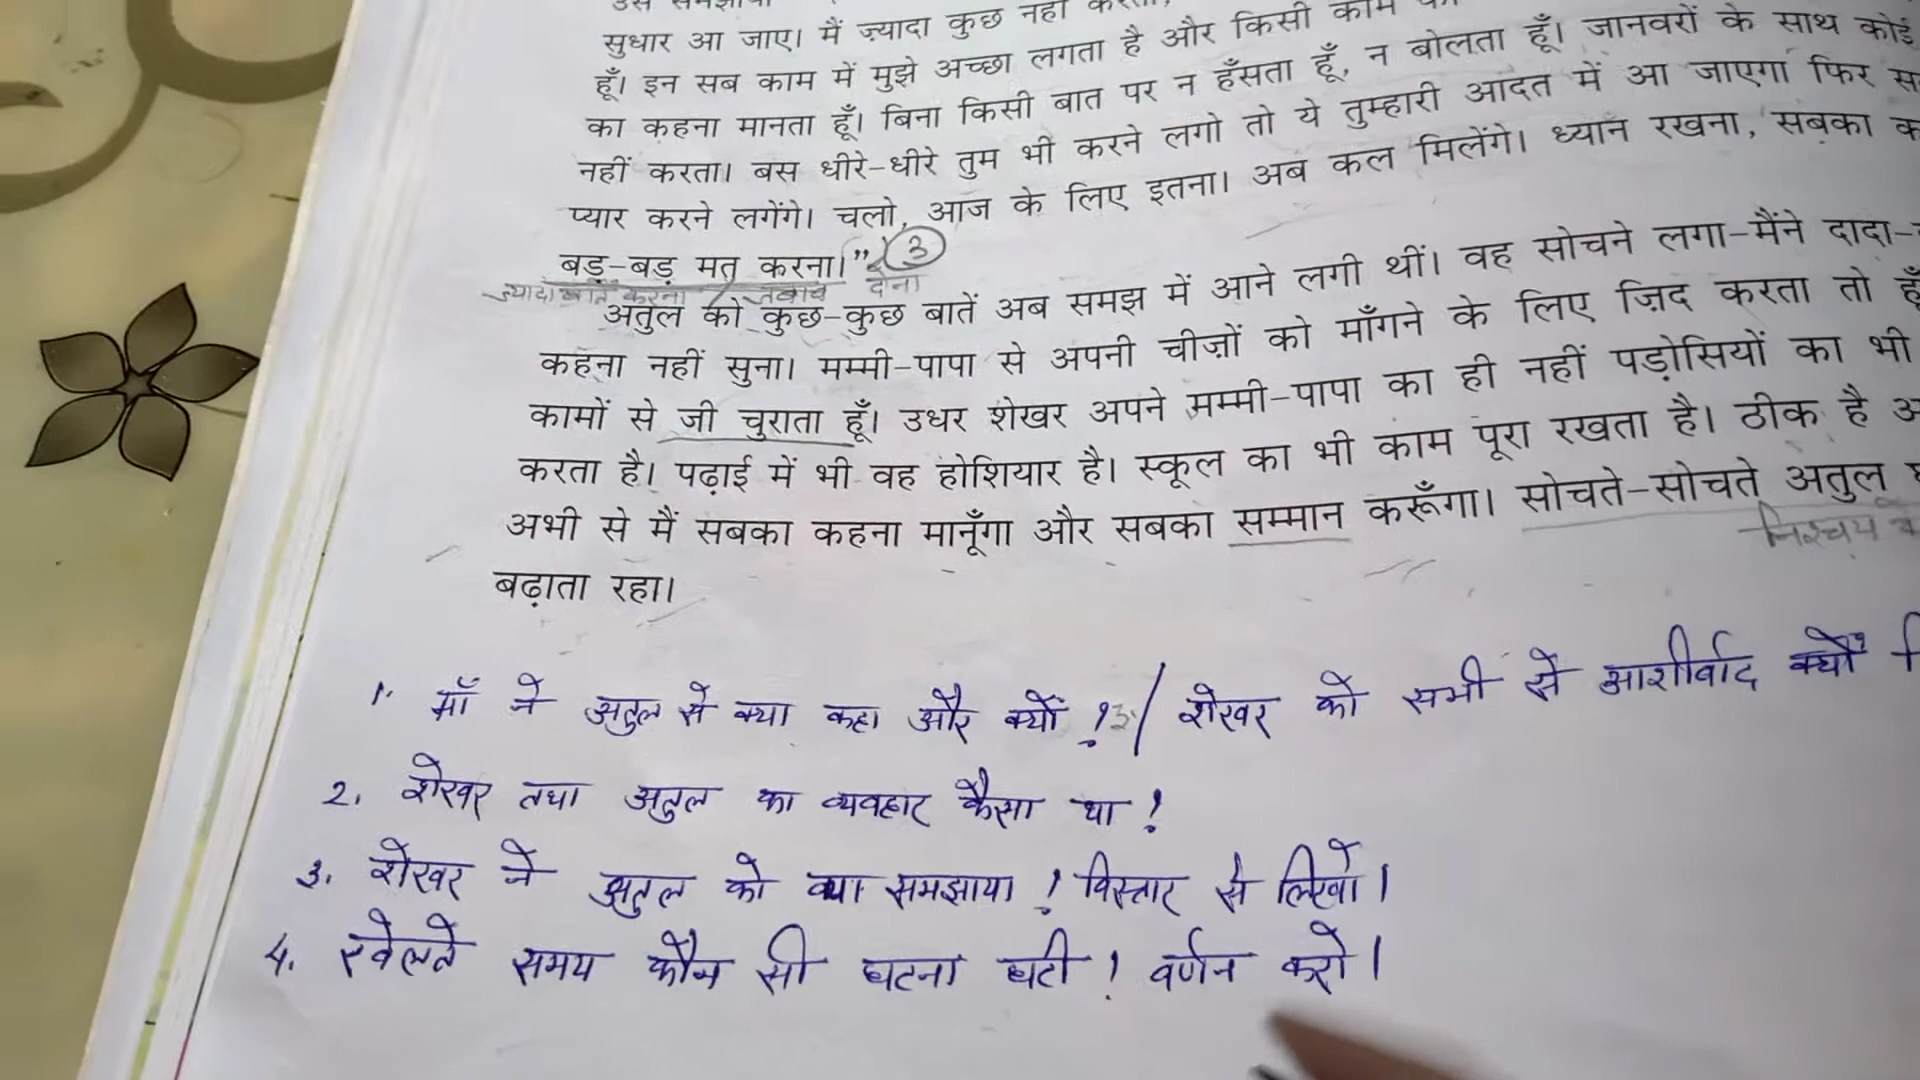 सुधार आ जाए। मैं ज़्यादा कुछ नहीं
हूँ। इन सब काम में मुझे अच्छा लगता है और किसी काम
का कहना मानता हूँ। बिना किसी बात पर न हँसता हूँ, न बोलता हूँ। जानवरों के साथ कोई
नहीं करता। बस धीरे-धीरे तुम भी करने लगो तो ये तुम्हारी आदत में आ जाएगा फिर
प्यार करने लगेंगे। चलो, आज के लिए इतना। अब कल मिलेंगे। ध्यान रखना, सबका
बड़-बड़ मत करना।” 3
ज्यादा बातें करना जवाब देना
अतुल को कुछ-कुछ बातें अब समझ में आने लगी थीं। वह सोचने लगा-मैंने दादा-
कहना नहीं सुना। मम्मी-पापा से अपनी चीज़ों को माँगने के लिए ज़िद करता तो हूँ
कामों से जी चुराता हूँ। उधर शेखर अपने मम्मी-पापा का ही नहीं पड़ोसियों का भी
करता है। पढ़ाई में भी वह होशियार है। स्कूल का भी काम पूरा रखता है। ठीक है
अभी से मैं सबका कहना मानूँगा और सबका सम्मान करूँगा। सोचते-सोचते अतुल
निश्चय
बढ़ाता रहा।
1. माँ ने अतुल से क्या कहा और क्यों ? / शेखर को सभी से आशीर्वाद क्यों
2. शेखर तथा अतुल का व्यवहार कैसा था !
3. शेखर ने अतुल को क्या समझाया ! विस्तार से लिखो।
4. खेलते समय कौन सी घटना घटी ! वर्णन करो।